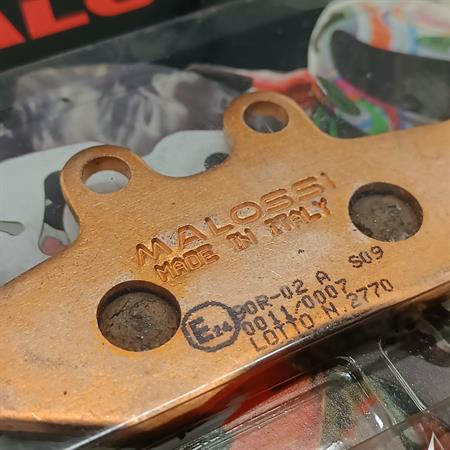 MALOSSI
MADE IN ITALY
E24
90R-02 A S09
0011/0007
LOTTO N.2770